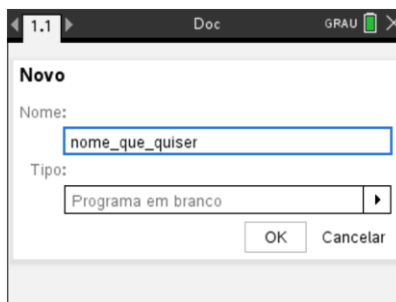 1.1 Doc GRAU
Novo
Nome:
nome_que_quiser
Tipo:
Programa em branco
OK Cancelar